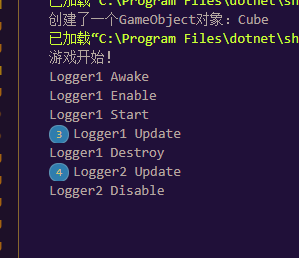 已加载“C:\Program Files\dotnet\sh
创建了一个GameObject对象：Cube
已加载“C:\Program Files\dotnet\sh
游戏开始!
Logger1 Awake
Logger1 Enable
Logger1 Start
3 Logger1 Update
Logger1 Destroy
4 Logger2 Update
Logger2 Disable